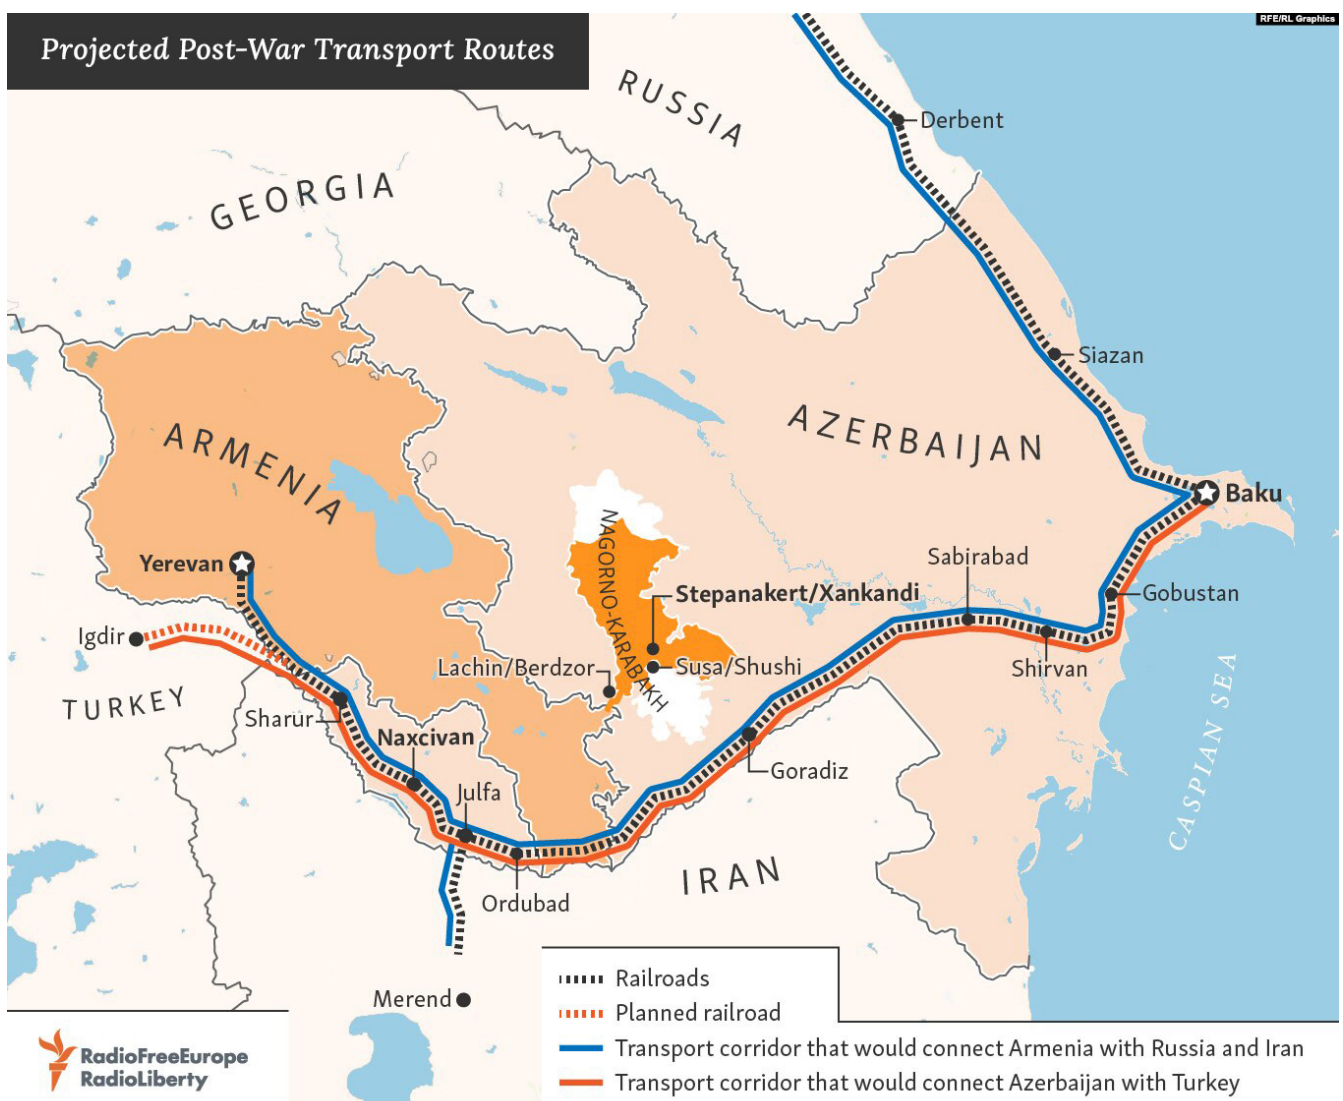 RFE/RL Graphics
Projected Post-War Transport Routes
RUSSIA
Derbent
GEORGIA
Siazan
AZERBAIJAN
ARMENIA
Baku
NAGORNO-KARABAKH
Yerevan
Sabirabad
Stepanakert/Xankandi
Gobustan
Igdir
Lachin/Berdzor
Susa/Shushi
Shirvan
TURKEY
Sharur
Naxcivan
Goradiz
CASPIAN SEA
Julfa
IRAN
Ordubad
Merend
Railroads
Planned railroad
Transport corridor that would connect Armenia with Russia and Iran
Transport corridor that would connect Azerbaijan with Turkey
RadioFreeEurope
RadioLiberty